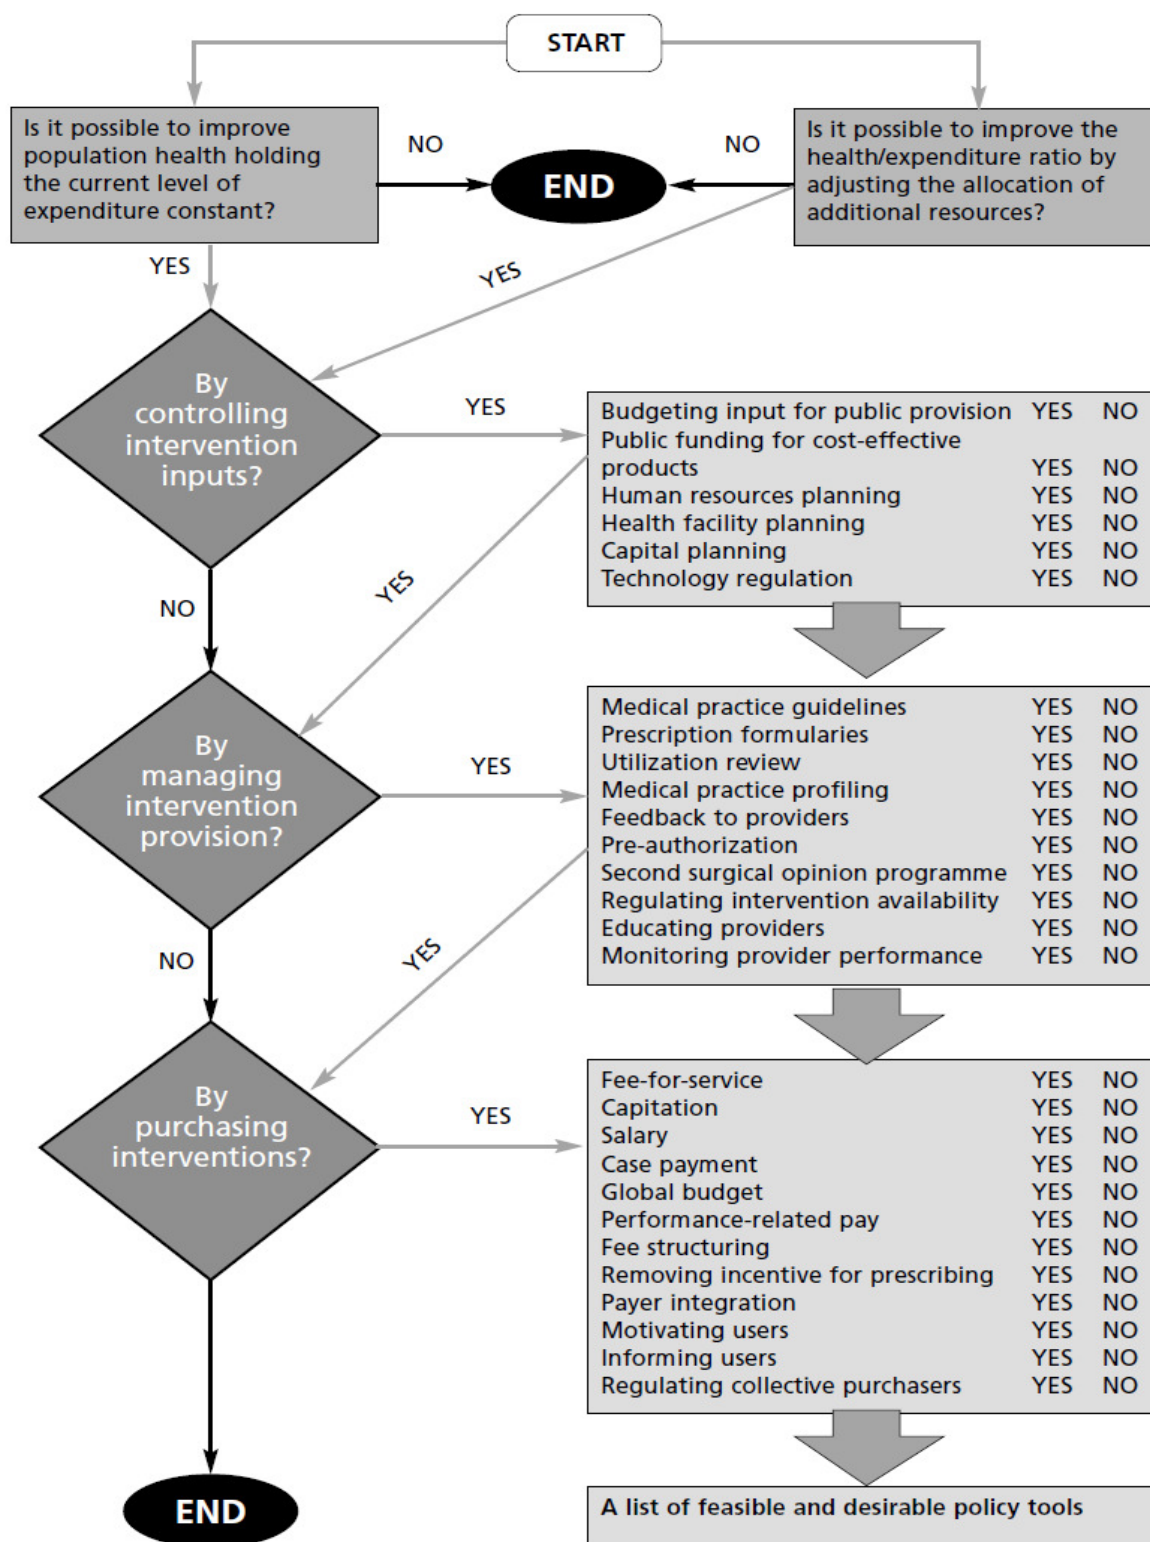 START
Is it possible to improve
population health holding
the current level of
expenditure constant?
NO
END
NO
Is it possible to improve the
health/expenditure ratio by
adjusting the allocation of
additional resources?
YES
YES
By
controlling
intervention
inputs?
YES
Budgeting input for public provision YES NO
Public funding for cost-effective
products YES NO
Human resources planning YES NO
Health facility planning YES NO
Capital planning YES NO
Technology regulation YES NO
NO
YES
By
managing
intervention
provision?
YES
Medical practice guidelines YES NO
Prescription formularies YES NO
Utilization review YES NO
Medical practice profiling YES NO
Feedback to providers YES NO
Pre-authorization YES NO
Second surgical opinion programme YES NO
Regulating intervention availability YES NO
Educating providers YES NO
Monitoring provider performance YES NO
NO
YES
By
purchasing
interventions?
YES
Fee-for-service YES NO
Capitation YES NO
Salary YES NO
Case payment YES NO
Global budget YES NO
Performance-related pay YES NO
Fee structuring YES NO
Removing incentive for prescribing YES NO
Payer integration YES NO
Motivating users YES NO
Informing users YES NO
Regulating collective purchasers YES NO
END
A list of feasible and desirable policy tools